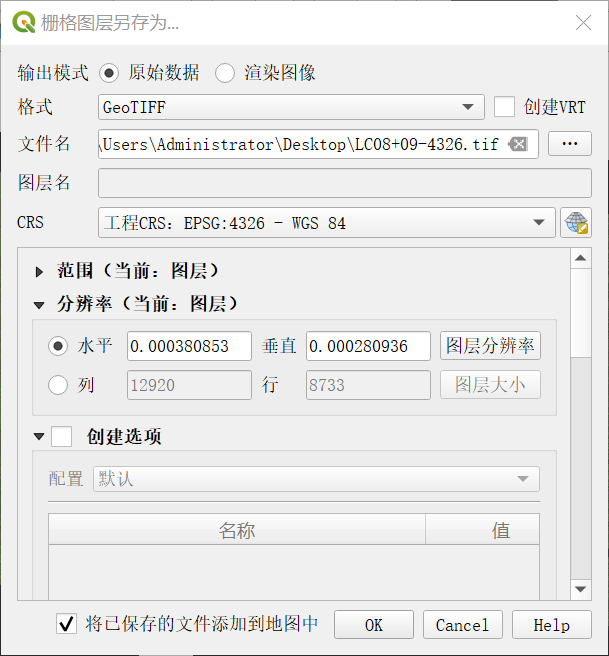 栅格图层另存为...
输出模式 原始数据 渲染图像
格式 GeoTIFF 创建VRT
文件名 \Users\Administrator\Desktop\LC08+09-4326.tif ...
图层名
CRS 工程CRS: EPSG:4326 - WGS 84
范围（当前：图层）
分辨率（当前：图层）
水平 0.000380853 垂直 0.000280936 图层分辨率
列 12920 行 8733 图层大小
创建选项
配置 默认
名称 值
将已保存的文件添加到地图中 OK Cancel Help